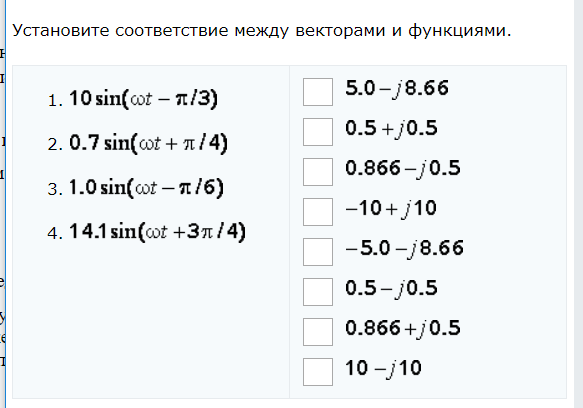 Установите соответствие между векторами и функциями.
1. 10 sin(ωt − π/3)
2. 0.7 sin(ωt + π/4)
3. 1.0 sin(ωt − π/6)
4. 14.1 sin(ωt +3π/4)
5.0−j8.66
0.5+j0.5
0.866−j0.5
−10+j10
−5.0−j8.66
0.5−j0.5
0.866+j0.5
10−j10